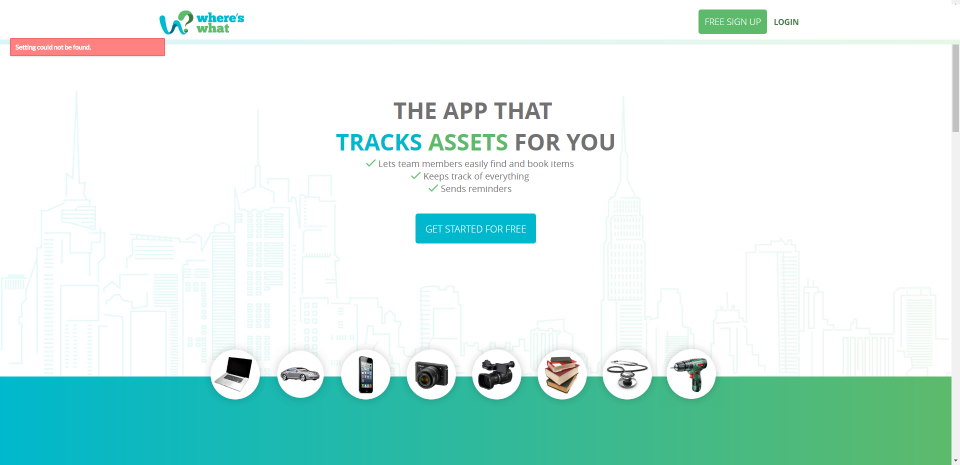 where's
what
FREE SIGN UP
LOGIN
Setting could not be found.
THE APP THAT
TRACKS ASSETS FOR YOU
Lets team members easily find and book items
Keeps track of everything
Sends reminders
GET STARTED FOR FREE